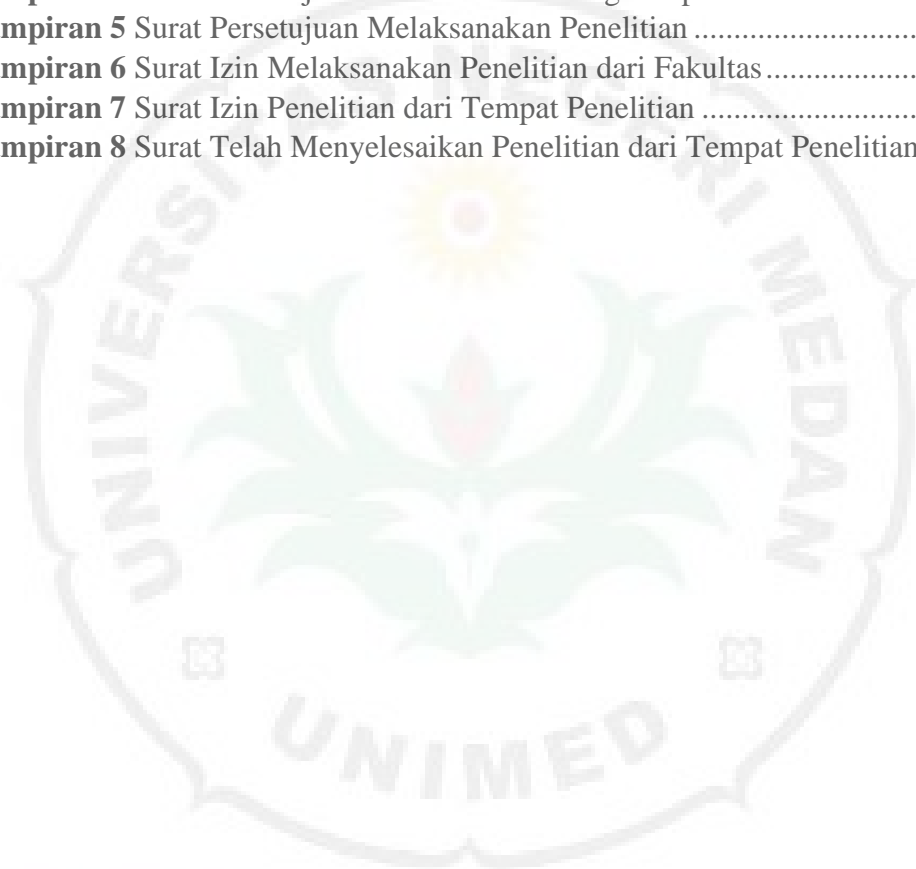 mpiran 5 Surat Persetujuan Melaksanakan Penelitian ............................
mpiran 6 Surat Izin Melaksanakan Penelitian dari Fakultas ...................
mpiran 7 Surat Izin Penelitian dari Tempat Penelitian ...........................
mpiran 8 Surat Telah Menyelesaikan Penelitian dari Tempat Penelitian
UNIVERSITAS NEGERI MEDAN
UNIMED